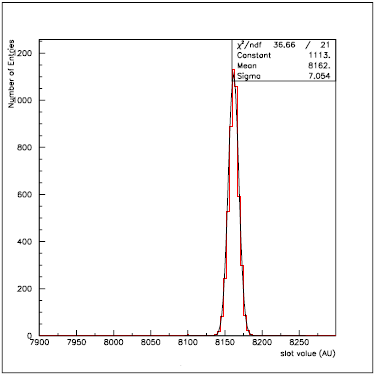 χ²/ndf 36.66 / 21
Constant 1113.
Mean 8162.
Sigma 7.054
Number of Entries
1200
1000
800
600
400
200
0
7900 7950 8000 8050 8100 8150 8200 8250
slot value (AU)